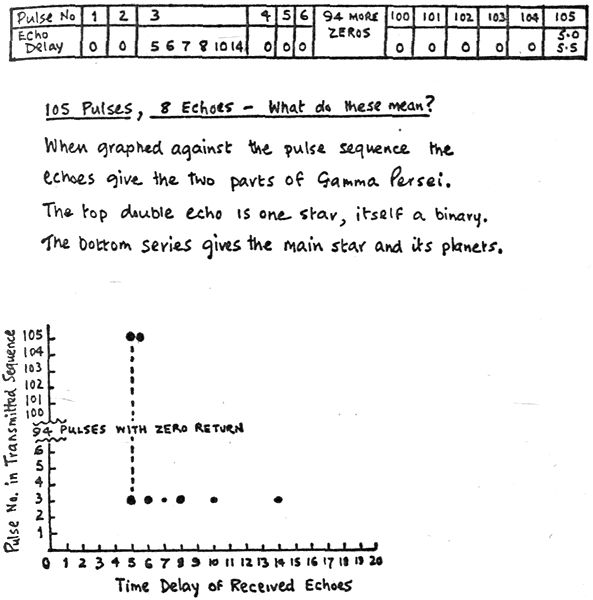 Pulse No 1 2 3 4 5 6 94 MORE ZEROS 100 101 102 103 104 105
Echo Delay 0 0 5 6 7 8 10 14 0 0 0 0 0 0 0 0 5.0 5.5
105 Pulses, 8 Echoes - What do these mean?
When graphed against the pulse sequence the
echoes give the two parts of Gamma Persei.
The top double echo is one star, itself a binary.
The bottom series gives the main star and its planets.
Pulse No. in Transmitted Sequence
105
104
103
102
101
100
94 PULSES WITH ZERO RETURN
6
5
4
3
2
1
0 1 2 3 4 5 6 7 8 9 10 11 12 13 14 15 16 17 18 19 20
Time Delay of Received Echoes